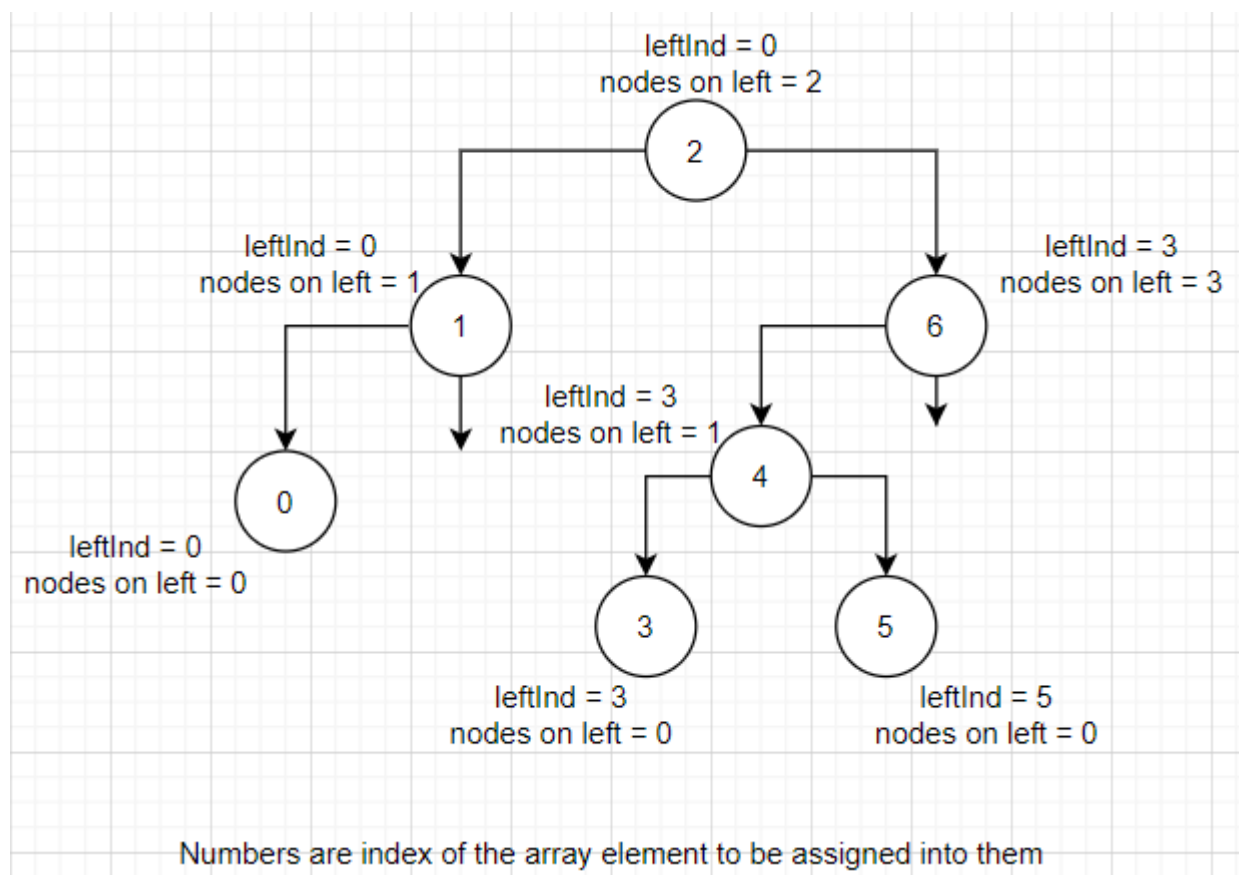 leftInd = 0
nodes on left = 2
2
leftInd = 0
nodes on left = 1
1
leftInd = 3
nodes on left = 3
6
leftInd = 3
nodes on left = 1
4
0
leftInd = 0
nodes on left = 0
3
5
leftInd = 3
nodes on left = 0
leftInd = 5
nodes on left = 0
Numbers are index of the array element to be assigned into them